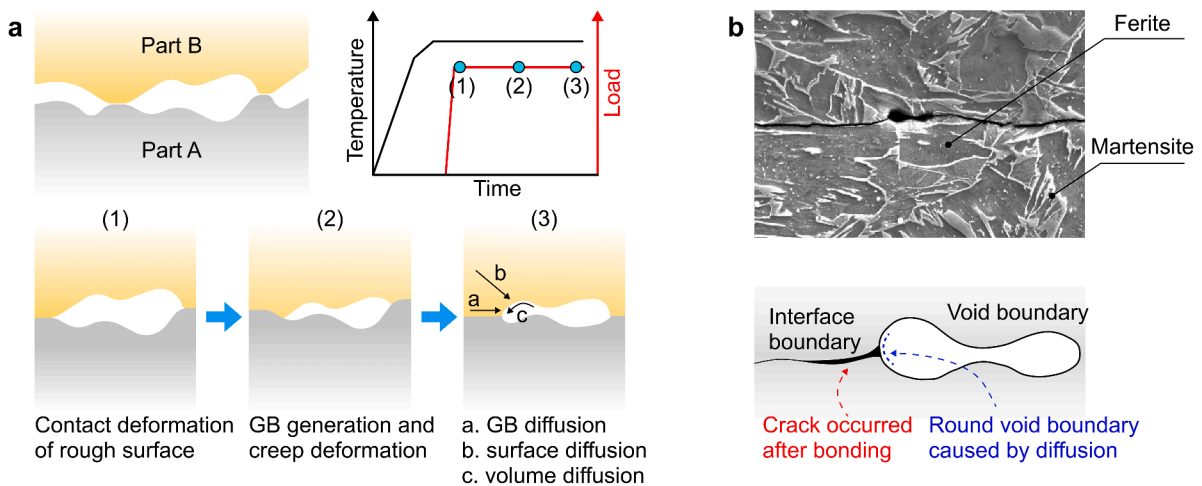 a
Part B
Part A
Temperature
(1)
(2)
(3)
Load
Time
(1)
(2)
(3)
a
b
c
Contact deformation
of rough surface
GB generation and
creep deformation
a. GB diffusion
b. surface diffusion
c. volume diffusion
b
Ferite
Martensite
Interface
boundary
Void boundary
Crack occurred
after bonding
Round void boundary
caused by diffusion